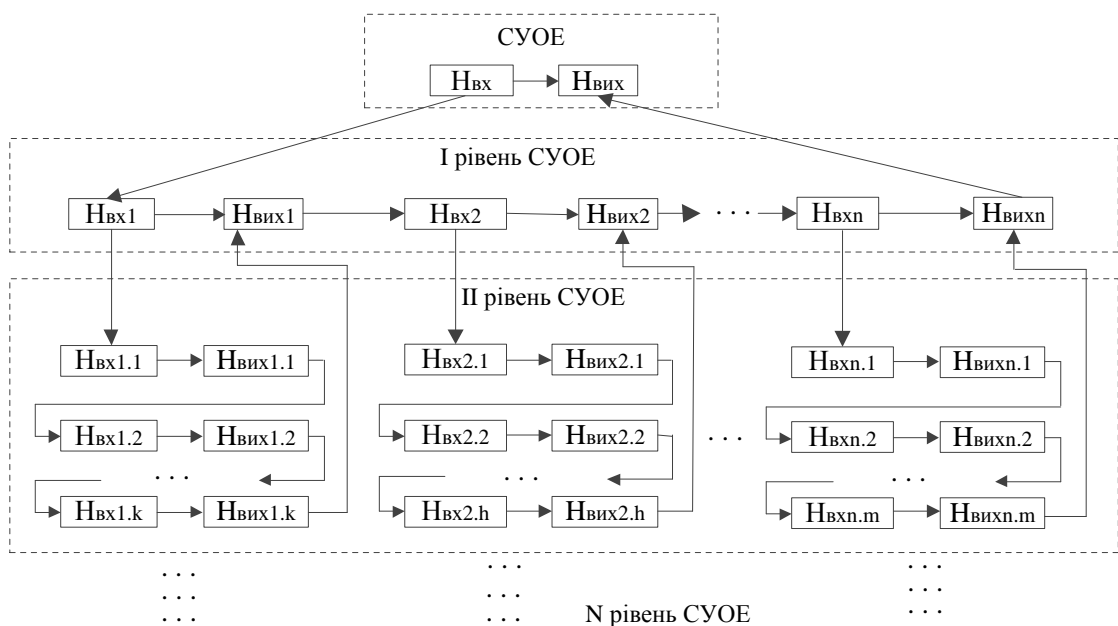 СУОЕ
Нвх Нвих
І рівень СУОЕ
Нвх1 Нвих1 Нвх2 Нвих2 . . . Нвхn Нвихn
ІІ рівень СУОЕ
Нвх1.1 Нвих1.1 Нвх2.1 Нвих2.1 Нвхn.1 Нвихn.1
Нвх1.2 Нвих1.2 Нвх2.2 Нвих2.2 . . . Нвхn.2 Нвихn.2
. . . . . . . . .
Нвх1.k Нвих1.k Нвх2.h Нвих2.h Нвхn.m Нвихn.m
. . . . . . . . .
. . . . . . . . .
. . . . . . . . .
N рівень СУОЕ